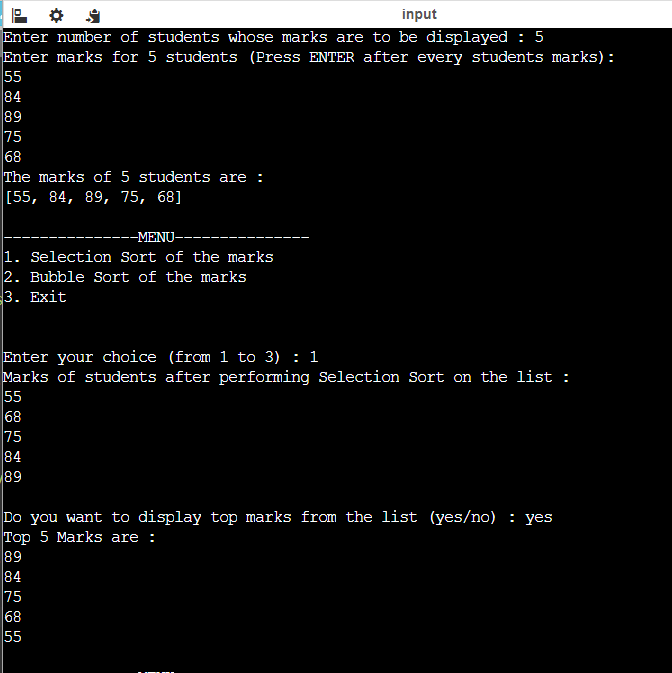 input
Enter number of students whose marks are to be displayed : 5
Enter marks for 5 students (Press ENTER after every students marks):
55
84
89
75
68
The marks of 5 students are :
[55, 84, 89, 75, 68]
---------------MENU---------------
1. Selection Sort of the marks
2. Bubble Sort of the marks
3. Exit
Enter your choice (from 1 to 3) : 1
Marks of students after performing Selection Sort on the list :
55
68
75
84
89
Do you want to display top marks from the list (yes/no) : yes
Top 5 Marks are :
89
84
75
68
55